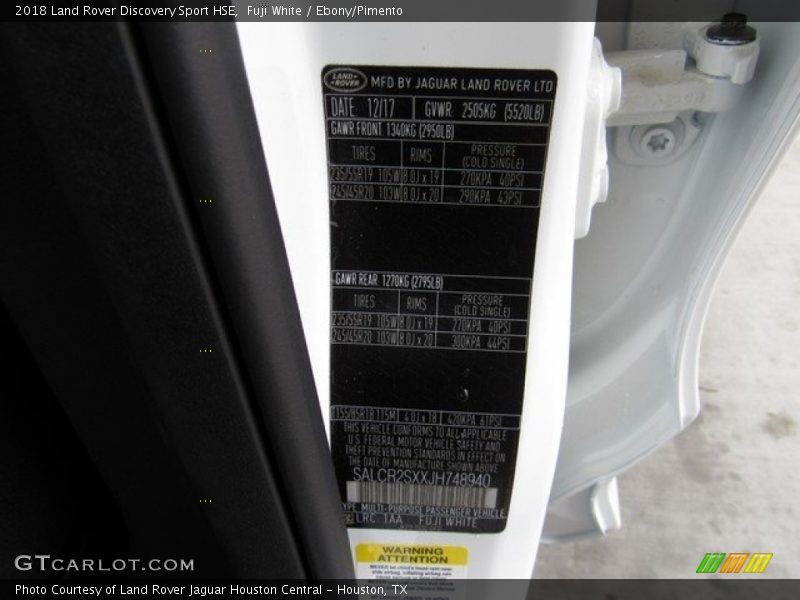 2018 Land Rover Discovery Sport HSE, Fuji White / Ebony/Pimento
LAND-ROVER MFD BY JAGUAR LAND ROVER LTD
DATE: 12/17 GVWR: 2505KG (5520LB)
GAWR FRONT 1340KG (2950LB)
TIRES RIMS PRESSURE (COLD SINGLE)
235/55R19 105W 8.0J x 19 270KPA 40PSI
245/45R20 103W 8.0J x 20 290KPA 43PSI
GAWR REAR 1270KG (2795LB)
TIRES RIMS PRESSURE (COLD SINGLE)
235/55R19 105W 8.0J x 19 270KPA 40PSI
245/45R20 103W 8.0J x 20 300KPA 44PSI
T155/85R18 115M 4.0J x 18 420KPA 61PSI
THIS VEHICLE CONFORMS TO ALL APPLICABLE
U.S. FEDERAL MOTOR VEHICLE SAFETY AND
THEFT PREVENTION STANDARDS IN EFFECT ON
THE DATE OF MANUFACTURE SHOWN ABOVE
SALCR2SXXJH748940
TYPE: MULTI-PURPOSE PASSENGER VEHICLE
LRC 1AA FUJI WHITE
WARNING
ATTENTION
GTCARLOT.COM
Photo Courtesy of Land Rover Jaguar Houston Central - Houston, TX